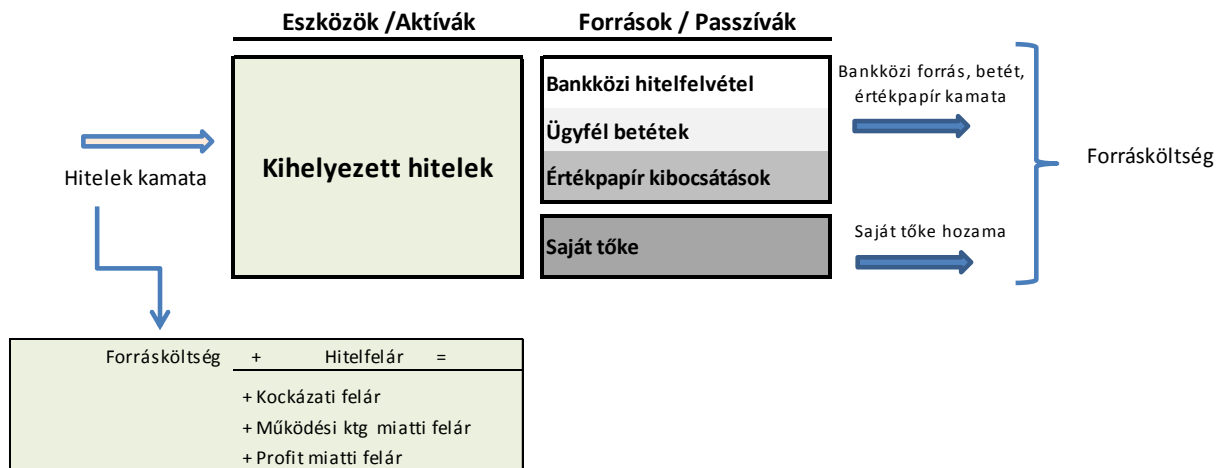 Eszközök /Aktívák
Források / Passzívák
Hitelek kamata
Kihelyezett hitelek
Bankközi hitelfelvétel
Ügyfél betétek
Értékpapír kibocsátások
Saját tőke
Bankközi forrás, betét,
értékpapír kamata
Saját tőke hozama
Forrásköltség
Forrásköltség + Hitelfelár =
+ Kockázati felár
+ Működési ktg miatti felár
+ Profit miatti felár